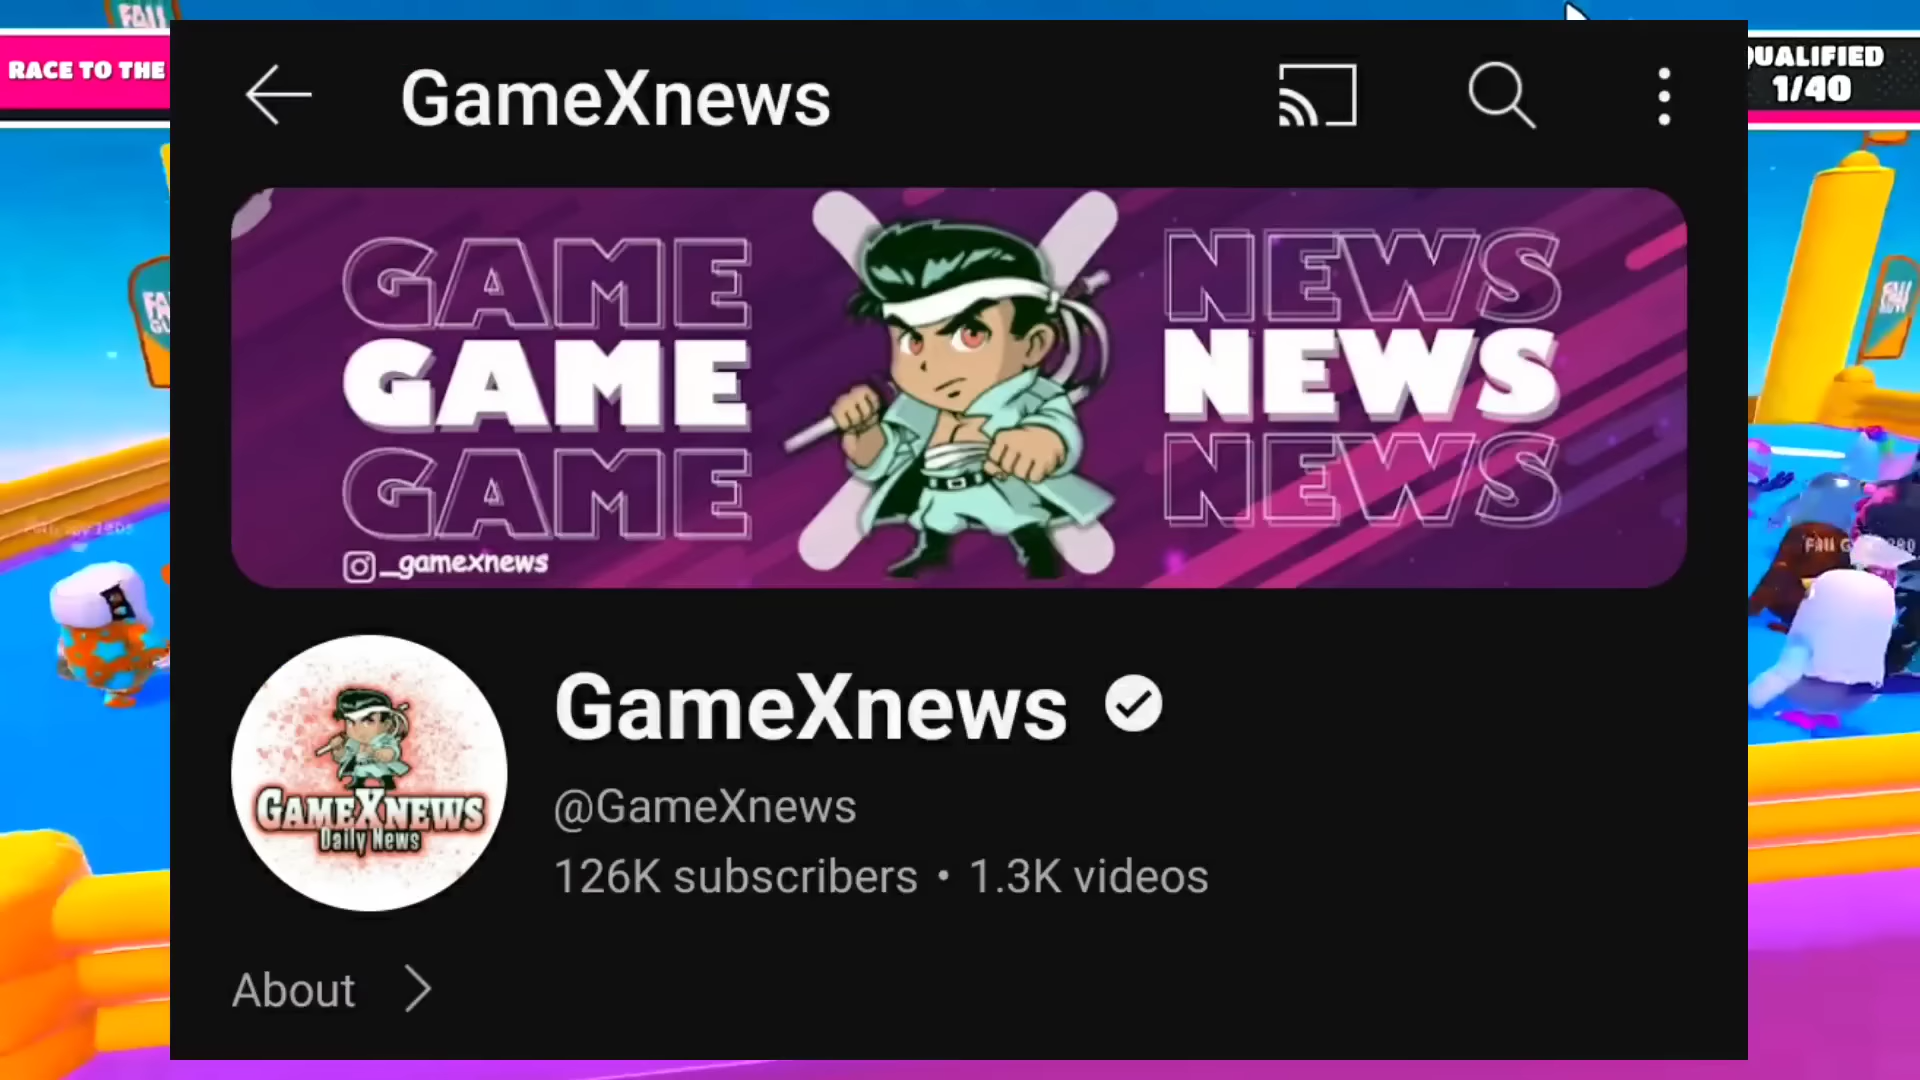 FALL
RACE TO THE
QUALIFIED
1/40
GameXnews
GAME NEWS
GAME NEWS
GAME NEWS
_gamexnews
GameXnews
@GameXnews
126K subscribers • 1.3K videos
GAMEXNEWS
Daily News
About